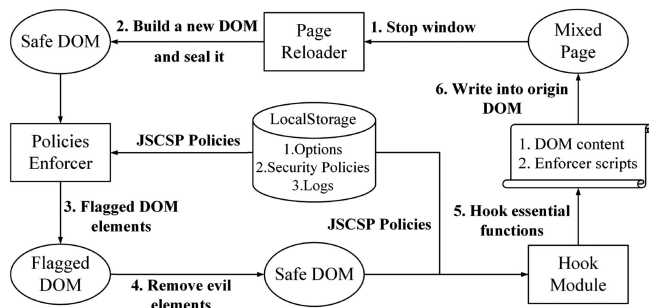 2. Build a new DOM
and seal it
1. Stop window
Safe DOM
Page
Reloader
Mixed
Page
6. Write into origin
DOM
LocalStorage
1.Options
2.Security Policies
3.Logs
JSCSP Policies
Policies
Enforcer
1. DOM content
2. Enforcer scripts
3. Flagged DOM
elements
JSCSP Policies
5. Hook essential
functions
Flagged
DOM
4. Remove evil
elements
Safe DOM
Hook
Module